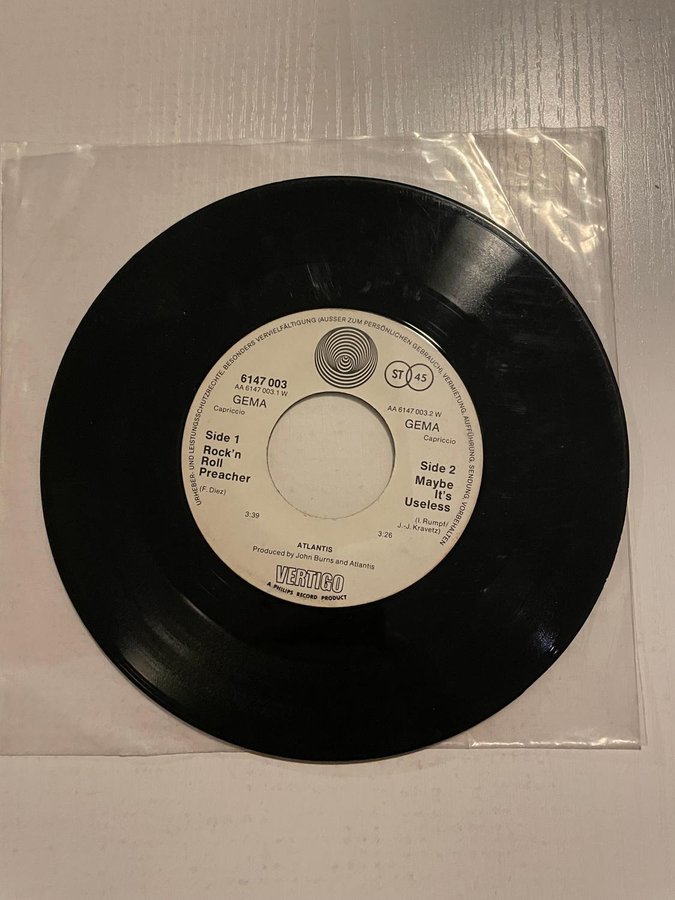 URHEBER- UND LEISTUNGSSCHUTZRECHTE, BESONDERS VERVIELFÄLTIGUNG (AUSSER ZUM PERSÖNLICHEN GEBRAUCH), VERMIETUNG, AUFFÜHRUNG, SENDUNG, VORBEHALTEN
ST 45
6147 003
AA 6147 003.1 W
GEMA
Capriccio
Side 1
Rock'n
Roll
Preacher
(F. Diez)
3:39
AA 6147 003.2 W
GEMA
Capriccio
Side 2
Maybe
It's
Useless
(I. Rumpf/
J.-J. Kravetz)
3:26
ATLANTIS
Produced by John Burns and Atlantis
VERTIGO
A PHILIPS RECORD PRODUCT